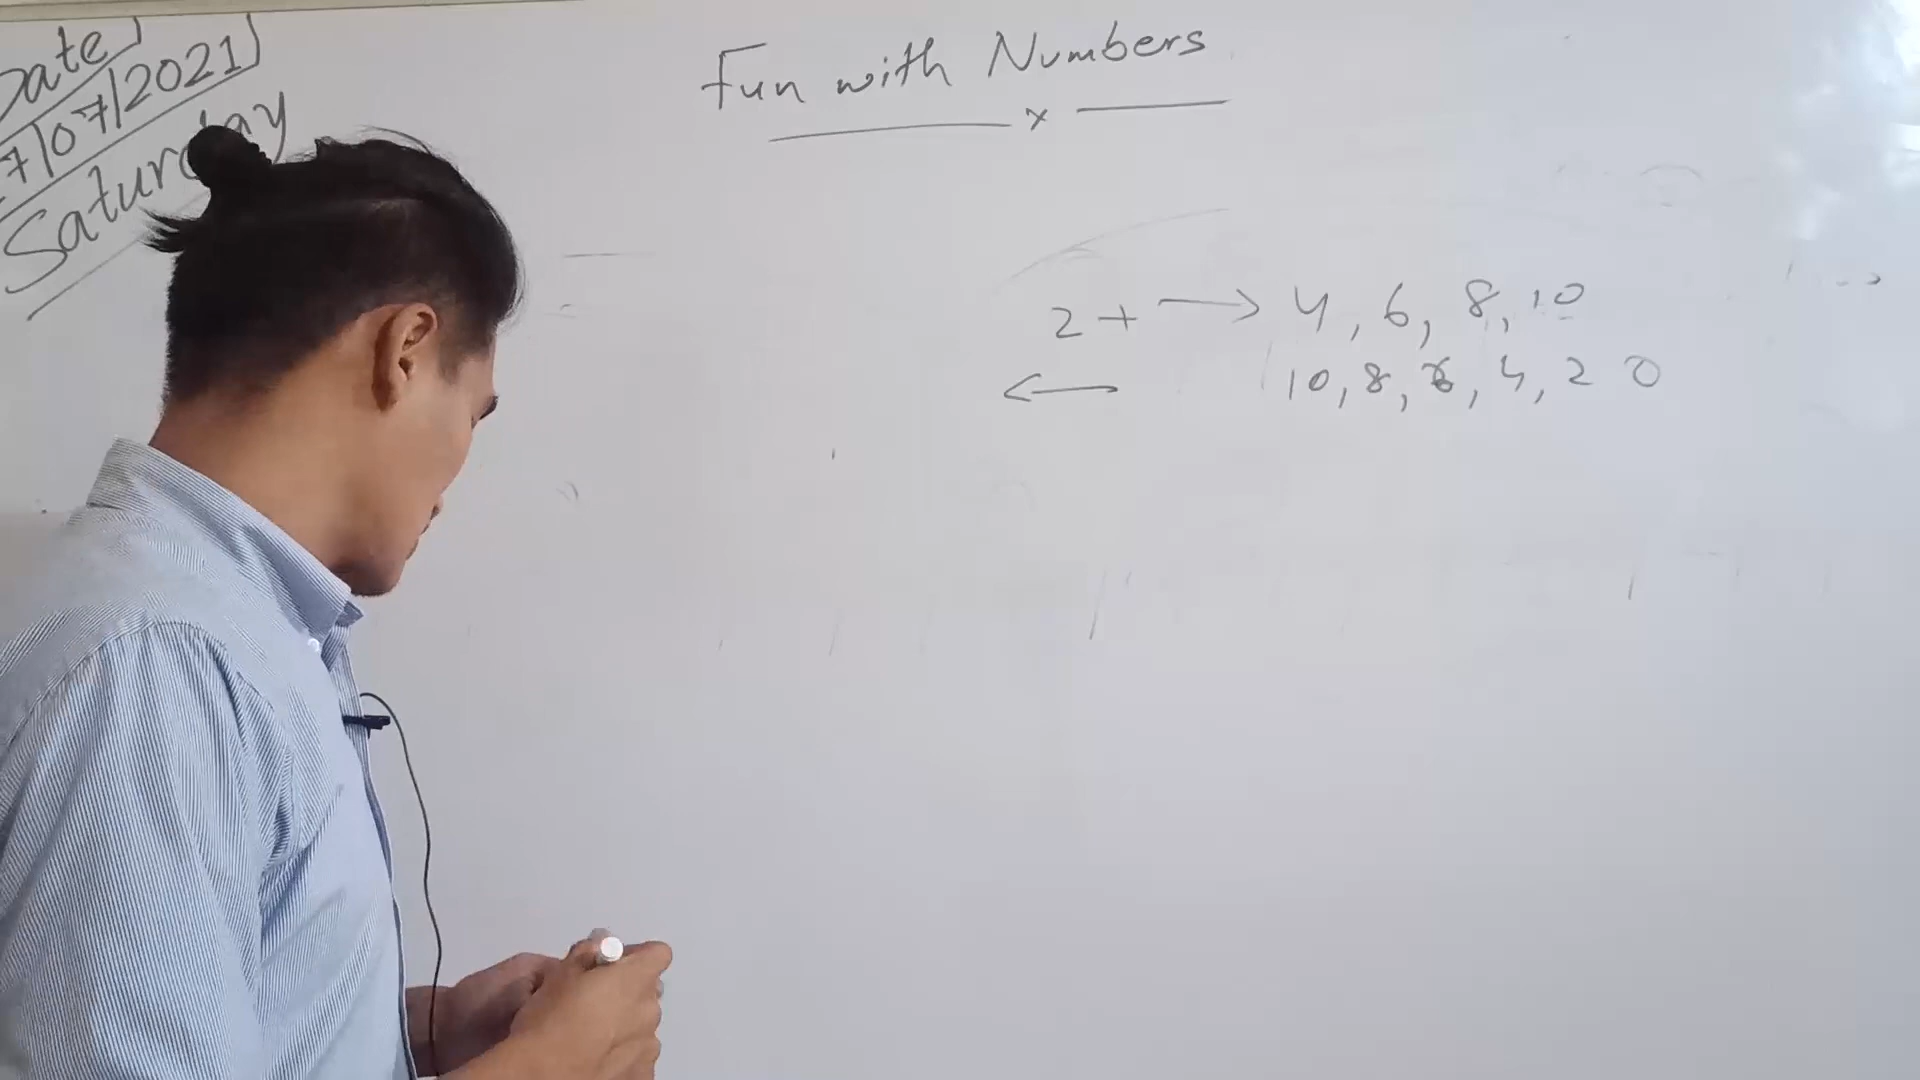 Date
7/07/2021
Saturday
Fun with Numbers
x
2 + → 4, 6, 8, 10
← 10, 8, 6, 4, 2 0